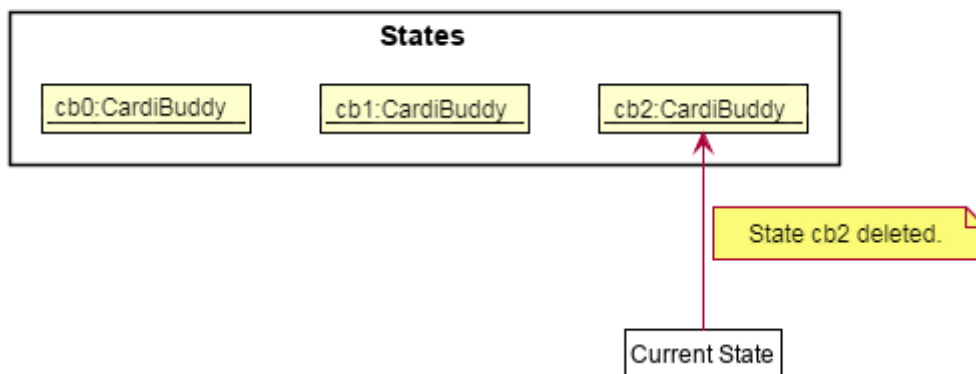 States
cb0:CardiBuddy
cb1:CardiBuddy
cb2:CardiBuddy
State cb2 deleted.
Current State